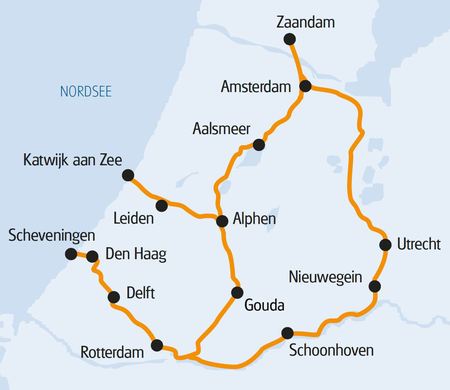 Zaandam
NORDSEE
Amsterdam
Aalsmeer
Katwijk aan Zee
Leiden
Alphen
Scheveningen
Den Haag
Utrecht
Nieuwegein
Delft
Gouda
Rotterdam
Schoonhoven